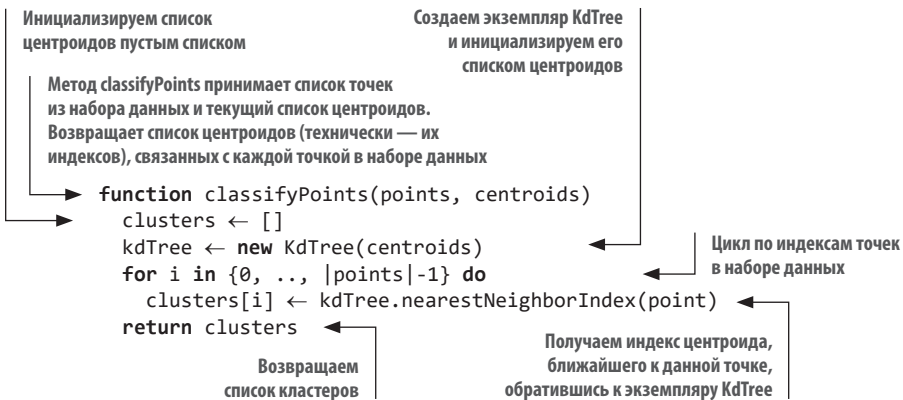 Инициализируем список
центроидов пустым списком
Создаем экземпляр KdTree
и инициализируем его
списком центроидов
Метод classifyPoints принимает список точек
из набора данных и текущий список центроидов.
Возвращает список центроидов (технически — их
индексов), связанных с каждой точкой в наборе данных
function classifyPoints(points, centroids)
clusters ← []
kdTree ← new KdTree(centroids)
for i in {0, .., |points|-1} do
Цикл по индексам точек
в наборе данных
clusters[i] ← kdTree.nearestNeighborIndex(point)
return clusters
Возвращаем
список кластеров
Получаем индекс центроида,
ближайшего к данной точке,
обратившись к экземпляру KdTree